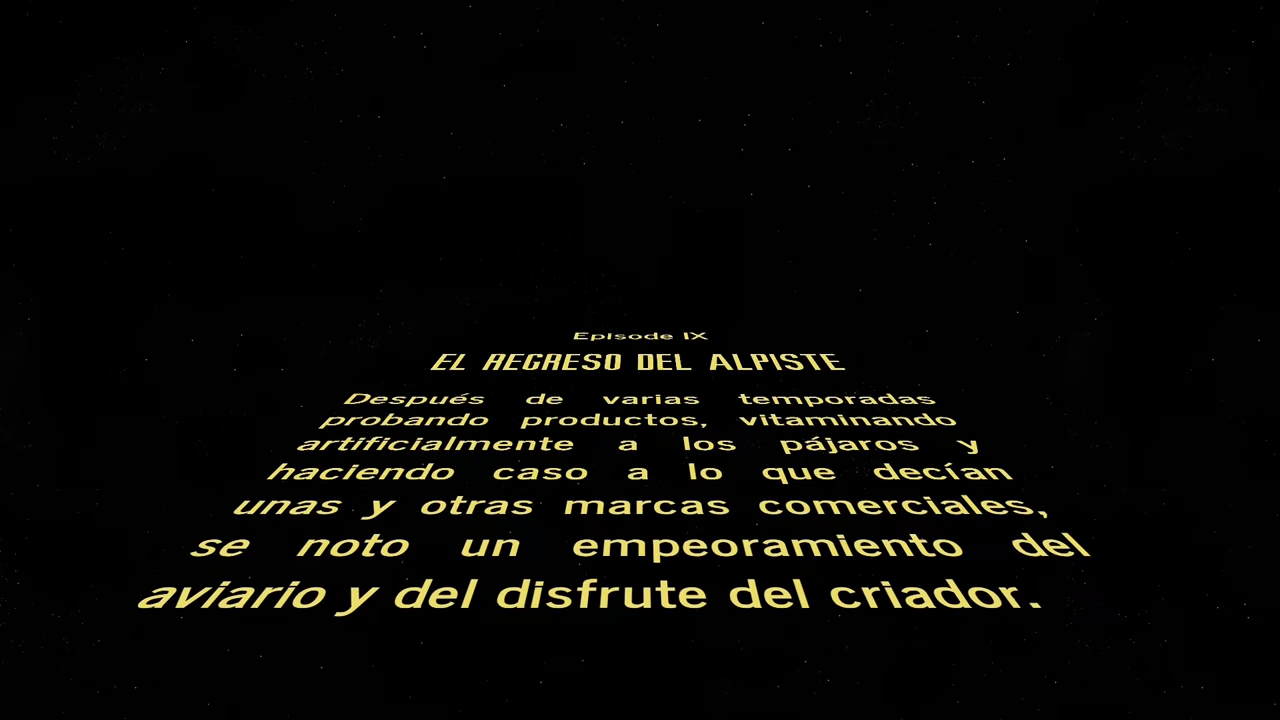 Episode IX
EL REGRESO DEL ALPISTE
Después de varias temporadas
probando productos, vitaminando
artificialmente a los pájaros y
haciendo caso a lo que decían
unas y otras marcas comerciales,
se noto un empeoramiento del
aviario y del disfrute del criador.